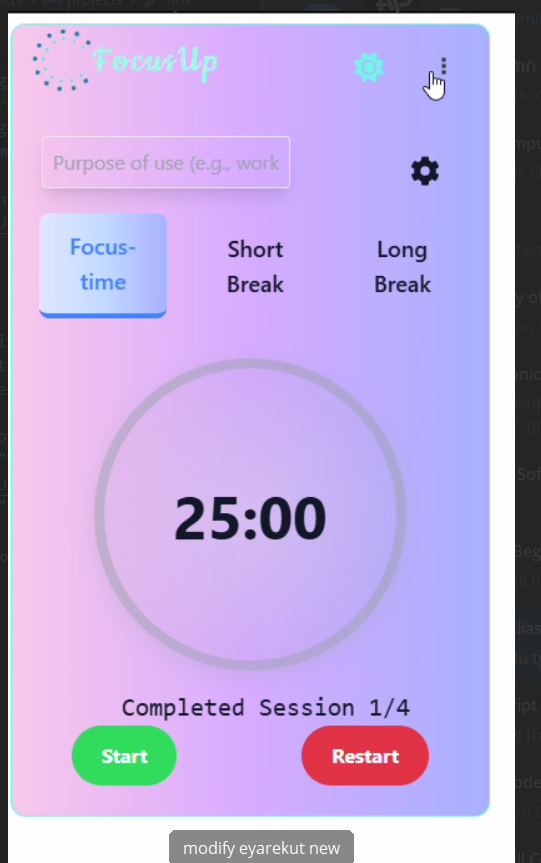 FocusUp
Purpose of use (e.g., work
Focus-
time
Short
Break
Long
Break
25:00
Completed Session 1/4
Start
Restart
modify eyarekut new